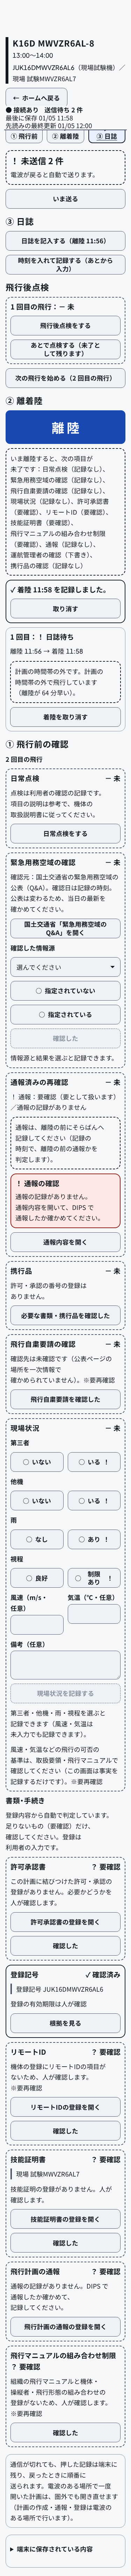 K16D MWVZR6AL-8
13:00〜14:00
JUK16DMWVZR6AL6（現場試験機）／
現場 試験MWVZR6AL7
← ホームへ戻る
● 接続あり　送信待ち 2 件
最後に保存 01/05 11:58
先読みの最終更新 01/05 12:00
① 飛行前
② 離着陸
③ 日誌
！ 未送信 2 件
電波が戻ると自動で送ります。
いま送る
③ 日誌
日誌を記入する（離陸 11:56）
時刻を入れて記録する（あとから
入力）
飛行後点検
1 回目の飛行：－ 未
飛行後点検をする
あとで点検する（未了と
して残ります）
次の飛行を始める（2 回目の飛行）
② 離着陸
離陸
いま離陸すると、次の項目が
未了です：日常点検（記録なし）、
緊急用務空域の確認（記録なし）、
飛行自粛要請の確認（記録なし）、
現場状況（記録なし）、許可承認書
（要確認）、リモートID（要確認）、
技能証明書（要確認）、
飛行マニュアルの組み合わせ制限
（要確認）、通報（記録なし）、
運航管理者の確認（下書き）、
携行品の確認（記録なし）
✓ 着陸 11:58 を記録しました。
取り消す
1 回目：！ 日誌待ち
離陸 11:56 → 着陸 11:58
計画の時間帯の外です。計画の
時間帯の外で飛行しています
（離陸が 64 分早い）。
着陸を取り消す
① 飛行前の確認
2 回目の飛行
日常点検
－ 未
点検は利用者の確認の記録です。
項目の説明は参考で、機体の
取扱説明書に従ってください。
日常点検をする
緊急用務空域の確認
－ 未
確認元：国土交通省の緊急用務空域の
公表（Q&A）。確認日は記録の時刻。
公表は変わるため、当日の最新を
確かめてください。
国土交通省「緊急用務空域の
Q&A」を開く
確認した情報源
選んでください
○ 指定されていない
○ 指定されている
確認した
情報源と結果を選ぶと記録できます。
通報済みの再確認
－ 未
！ 通報：要確認（要として扱います）
／通報の記録がありません
通報は、離陸の前にそらぱんへ
記録してください（記録の
時刻で、離陸の前の通報かを
判定します）。
！ 通報の確認
通報の記録がありません。
通報内容を開いて、DIPS で
通報したか確かめてください。
通報内容を開く
携行品
－ 未
許可・承認の番号の登録は
ありません。
必要な書類・携行品を確認した
飛行自粛要請の確認
－ 未
確認先は未確認です（公表ページの
場所を一次情報で
確かめられていません）。※要確認
飛行自粛要請を確認した
現場状況
－ 未
第三者
○ いない
○ いる ！
他機
○ いない
○ いる ！
雨
○ なし
○ あり ！
視程
○ 良好
○ 制限あり ！
風速（m/s・
任意）
気温（℃・任意）
備考（任意）
現場状況を記録する
第三者・他機・雨・視程を選ぶと
記録できます（風速・気温は
未入力でも記録できます）。
風速・気温などの飛行の可否の
基準は、取扱要領・飛行マニュアルで
確認してください（この画面は事実を
記録するだけです）。※要確認
書類・手続き
登録内容から自動で作っています。
足りないもの（要確認）だけ、
確認してください。登録は
利用者の入力です。
許可承認書
？ 要確認
この計画に結びつけた許可・承認の
登録がありません。必要かどうかを
人が確認します。
許可承認書の登録を開く
確認した
登録記号
✓ 確認済み
登録記号 JUK16DMWVZR6AL6
登録の有効期限は人が確認
根拠を見る
リモートID
？ 要確認
機体の登録にリモートIDの項目が
ないため、人が確認します。
※要再確認
リモートIDの登録を開く
確認した
技能証明書
？ 要確認
現場 試験MWVZR6AL7
技能証明の登録がありません。人が
確認します。
技能証明書の登録を開く
確認した
飛行計画の通報
？ 要確認
通報の記録がありません。DIPS で
通報したか確かめて、
記録してください。
飛行計画の通報の登録を開く
飛行マニュアルの組み合わせ制限
？ 要確認
組織の飛行マニュアルと機体・
操縦者・飛行形態の組み合わせの
登録がないため、人が確認します。
※要再確認
確認した
通信が切れても、押した記録は端末に
残り、戻ったときに順番に
送られます。電波のある場所で一度
開いた計画は、圏外でも開き直せます
（計画の作成・通報・登録は電波の
ある場所で行います）。
▶ 端末に保存されている内容